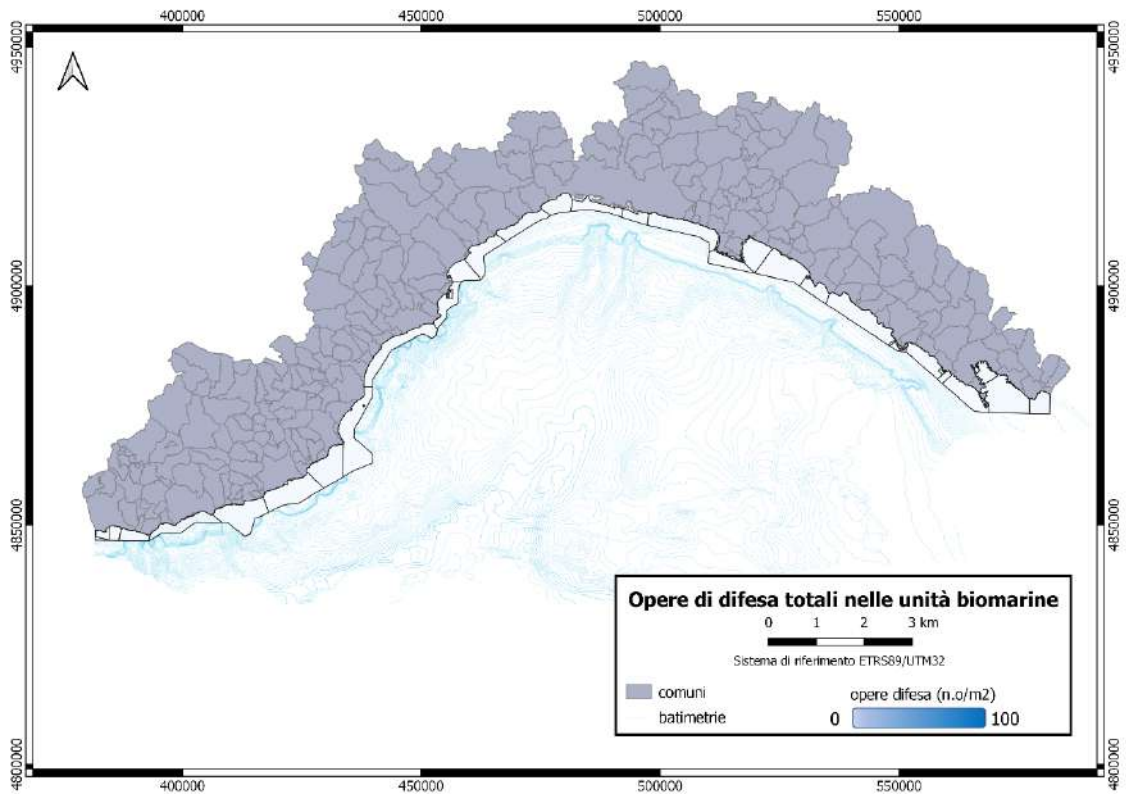 400000 450000 500000 550000
4950000 4950000
4900000 4900000
4850000 4850000
Opere di difesa totali nelle unità biomarine
0 1 2 3 km
Sistema di riferimento ETRS89/UTM32
comuni
opere difesa (n.o/m2)
batimetrie
0 100
4800000 4800000
400000 450000 500000 550000